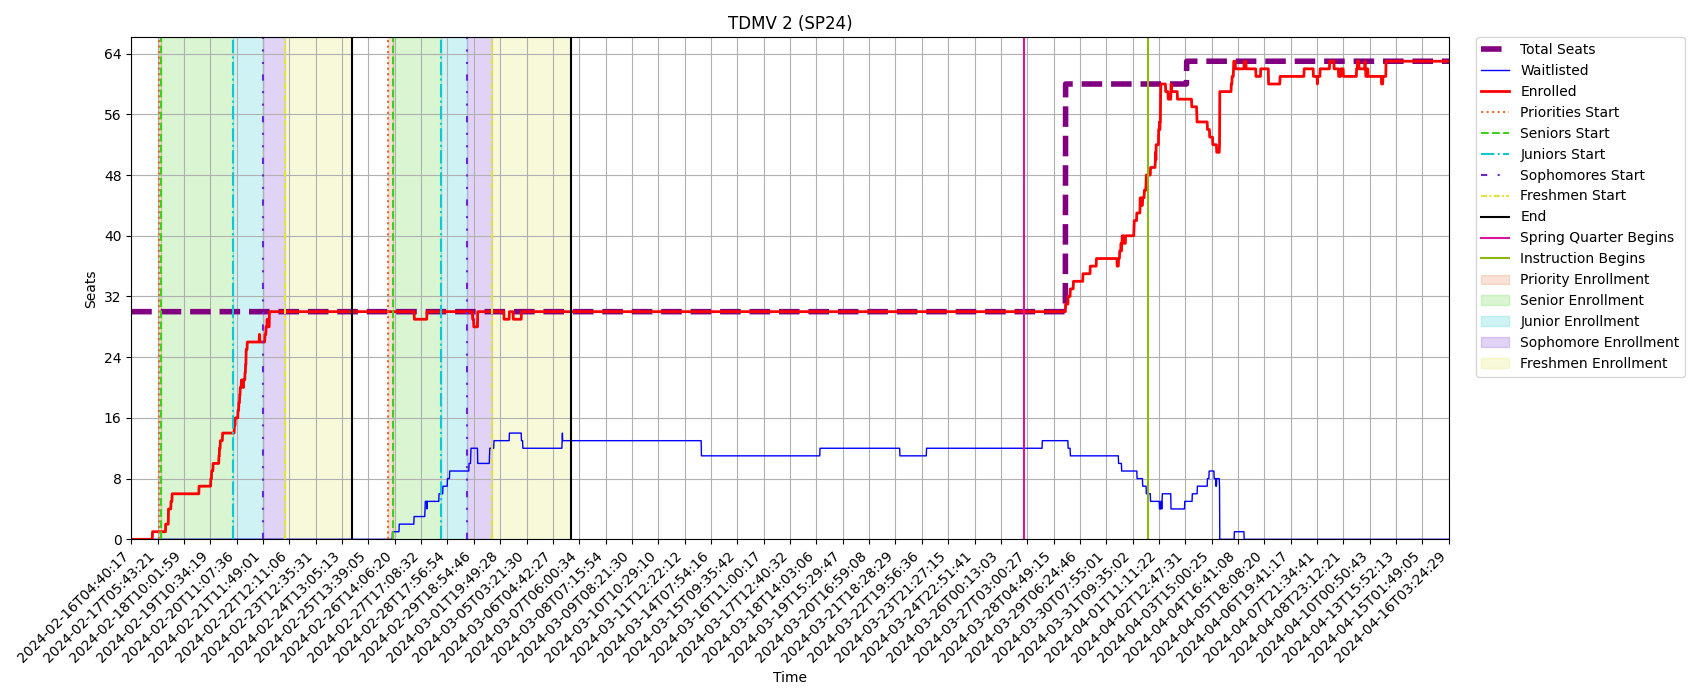 TDMV 2 (SP24)
64
56
48
40
32
24
16
8
0
Seats
2024-02-16T04:40:17
2024-02-17T05:43:21
2024-02-18T10:01:59
2024-02-19T10:34:19
2024-02-20T11:07:36
2024-02-21T11:49:01
2024-02-22T12:11:06
2024-02-23T12:35:31
2024-02-24T13:05:13
2024-02-25T13:39:05
2024-02-26T14:06:20
2024-02-27T17:08:32
2024-02-28T17:56:54
2024-02-29T18:54:46
2024-03-02T19:49:28
2024-03-05T03:21:30
2024-03-06T04:42:27
2024-03-07T06:00:34
2024-03-08T07:15:54
2024-03-09T08:21:30
2024-03-10T10:29:10
2024-03-11T12:22:12
2024-03-14T07:54:16
2024-03-15T09:35:42
2024-03-16T11:00:17
2024-03-17T12:40:32
2024-03-18T14:03:06
2024-03-19T15:29:47
2024-03-20T16:59:08
2024-03-21T18:28:29
2024-03-22T19:56:36
2024-03-23T21:27:15
2024-03-24T22:51:41
2024-03-26T00:13:03
2024-03-27T03:00:27
2024-03-28T04:49:15
2024-03-29T06:24:46
2024-03-30T07:55:01
2024-03-31T09:35:02
2024-04-01T11:11:22
2024-04-02T12:47:31
2024-04-03T15:00:25
2024-04-04T16:41:08
2024-04-05T18:08:20
2024-04-06T19:41:17
2024-04-07T21:34:41
2024-04-08T23:12:21
2024-04-10T00:50:43
2024-04-13T15:52:13
2024-04-15T01:49:05
2024-04-16T03:24:29
Time
Total Seats
Waitlisted
Enrolled
Priorities Start
Seniors Start
Juniors Start
Sophomores Start
Freshmen Start
End
Spring Quarter Begins
Instruction Begins
Priority Enrollment
Senior Enrollment
Junior Enrollment
Sophomore Enrollment
Freshmen Enrollment